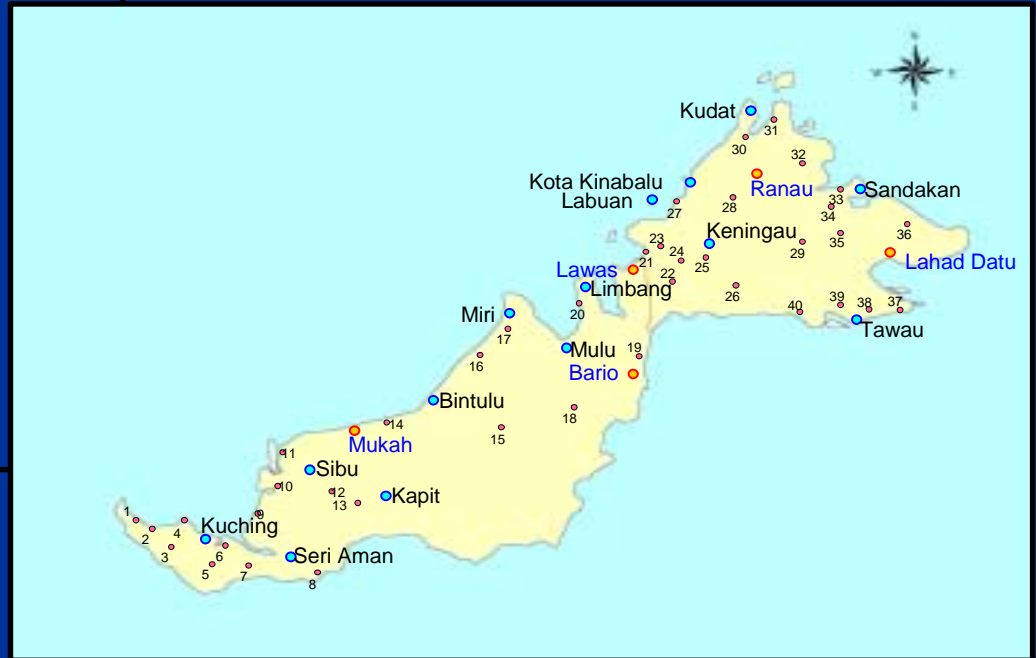 N
W
E
S
Kudat
31
30
32
Kota Kinabalu
Ranau
33
Sandakan
Labuan
28
27
34
36
Keningau
35
23
29
21
24
25
Lahad Datu
Lawas
22
Limbang
26
20
40
39
38
37
Miri
Tawau
17
Mulu
19
16
Bario
Bintulu
18
14
15
Mukah
11
Sibu
10
12
Kapit
13
1
9
4
Kuching
2
3
6
Seri Aman
5
7
8